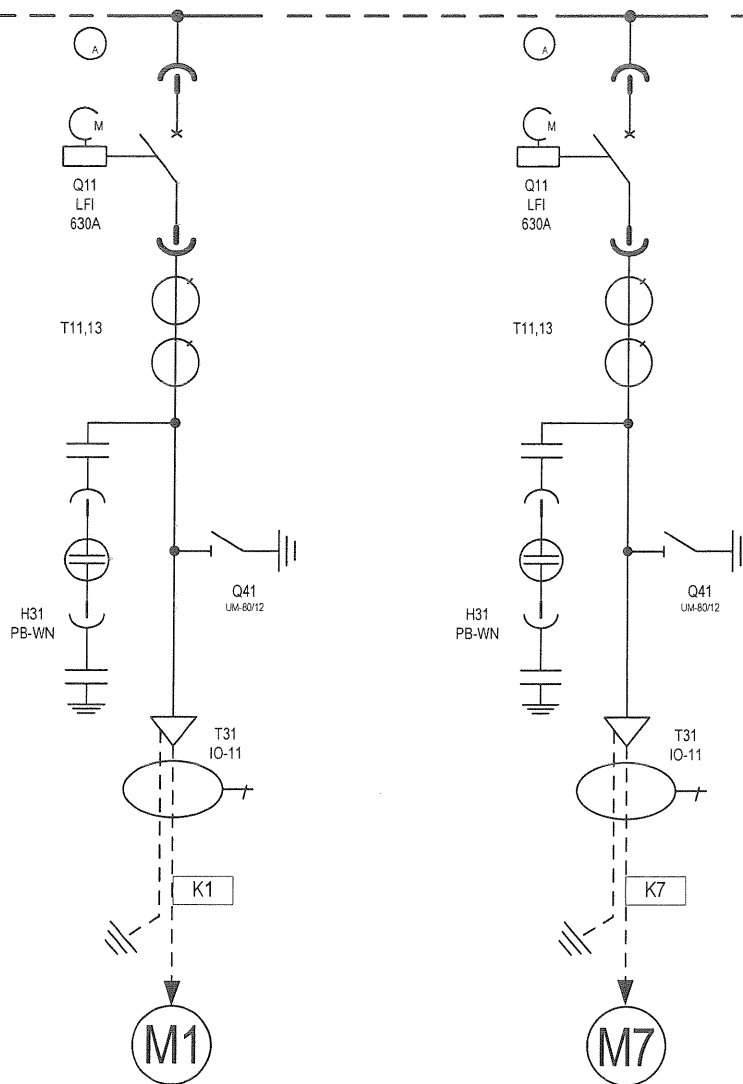 A
A
M
M
Q11
LFI
630A
Q11
LFI
630A
T11,13
T11,13
Q41
UM-80/12
Q41
UM-80/12
H31
PB-WN
H31
PB-WN
T31
IO-11
T31
IO-11
K1
K7
M1
M7